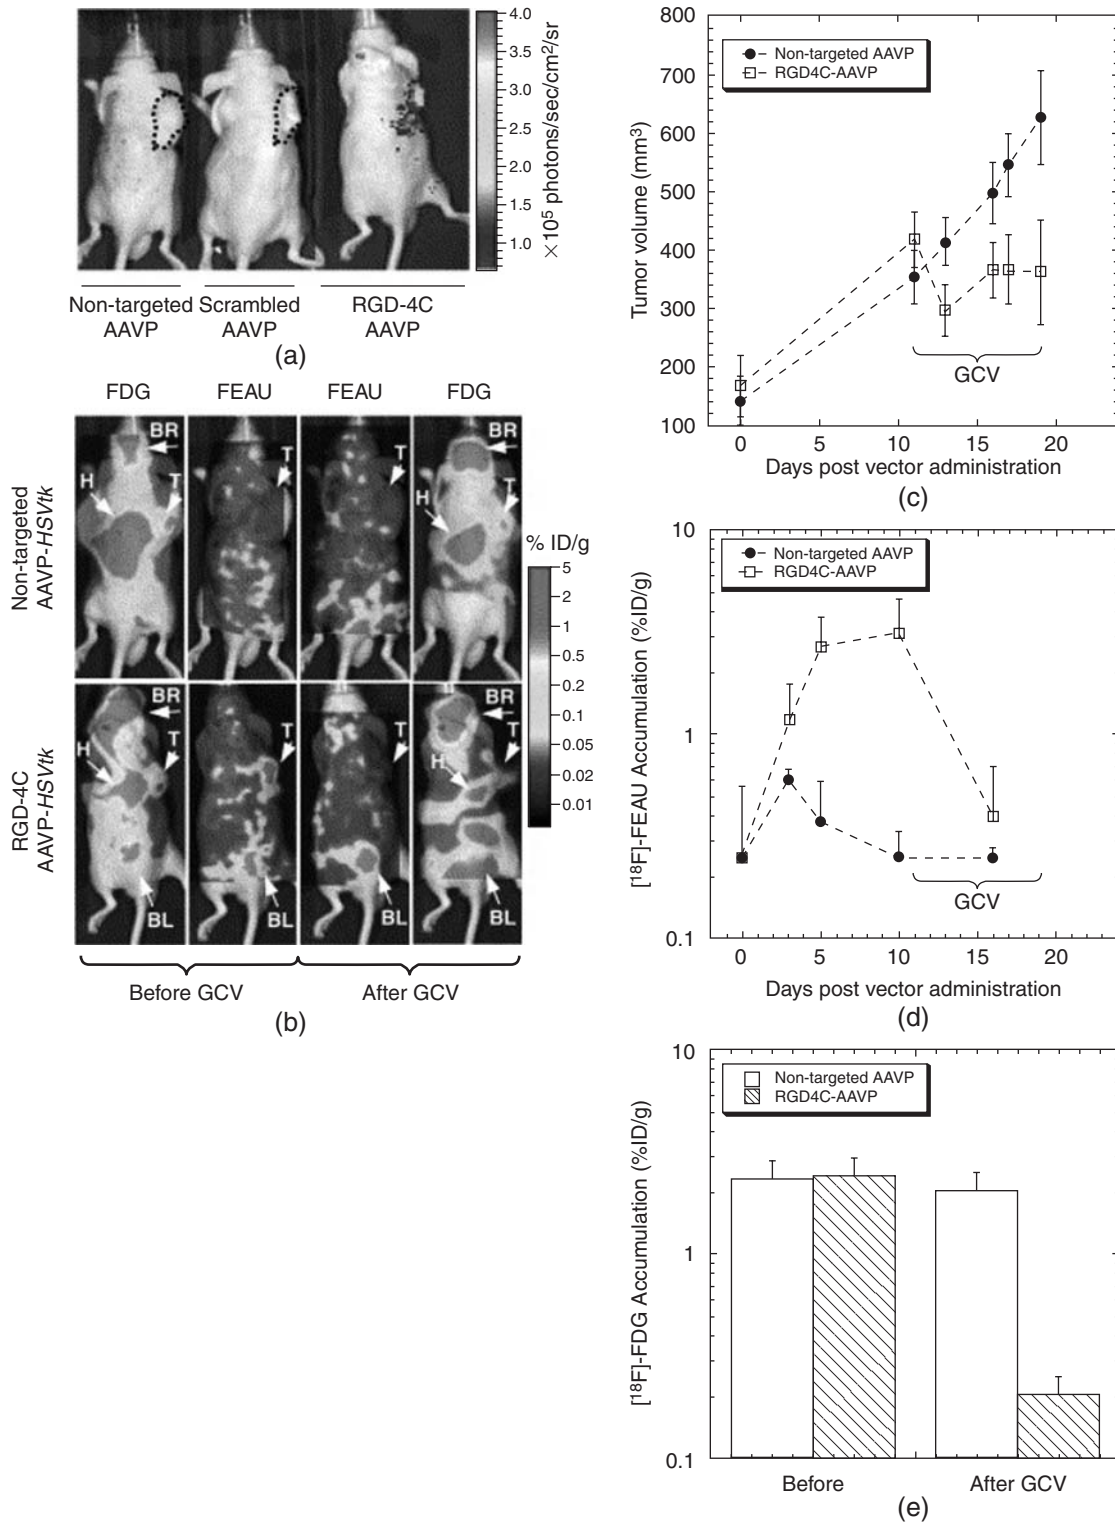 4.0
3.5
3.0
2.5
2.0
1.5
1.0
×10⁵ photons/sec/cm²/sr
Non-targeted AAVP
Scrambled AAVP
RGD-4C AAVP
(a)
FDG FEAU FEAU FDG
Non-targeted
AAVP-HSVtk
BR
H
T
T
T
BR
H
T
RGD-4C
AAVP-HSVtk
BR
H
T
BL
T
BL
T
BL
BR
H
T
BL
% ID/g
5
2
1
0.5
0.2
0.1
0.05
0.02
0.01
Before GCV After GCV
(b)
Tumor volume (mm³)
800
700
600
500
400
300
200
100
Non-targeted AAVP
RGD4C-AAVP
GCV
0 5 10 15 20
Days post vector administration
(c)
[¹⁸F]-FEAU Accumulation (%ID/g)
10
1
0.1
Non-targeted AAVP
RGD4C-AAVP
GCV
0 5 10 15 20
Days post vector administration
(d)
[¹⁸F]-FDG Accumulation (%ID/g)
10
1
0.1
Non-targeted AAVP
RGD4C-AAVP
Before After GCV
(e)